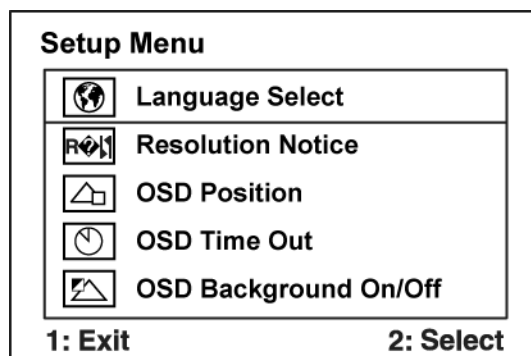 Setup Menu
Language Select
Resolution Notice
OSD Position
OSD Time Out
OSD Background On/Off
1: Exit 2: Select